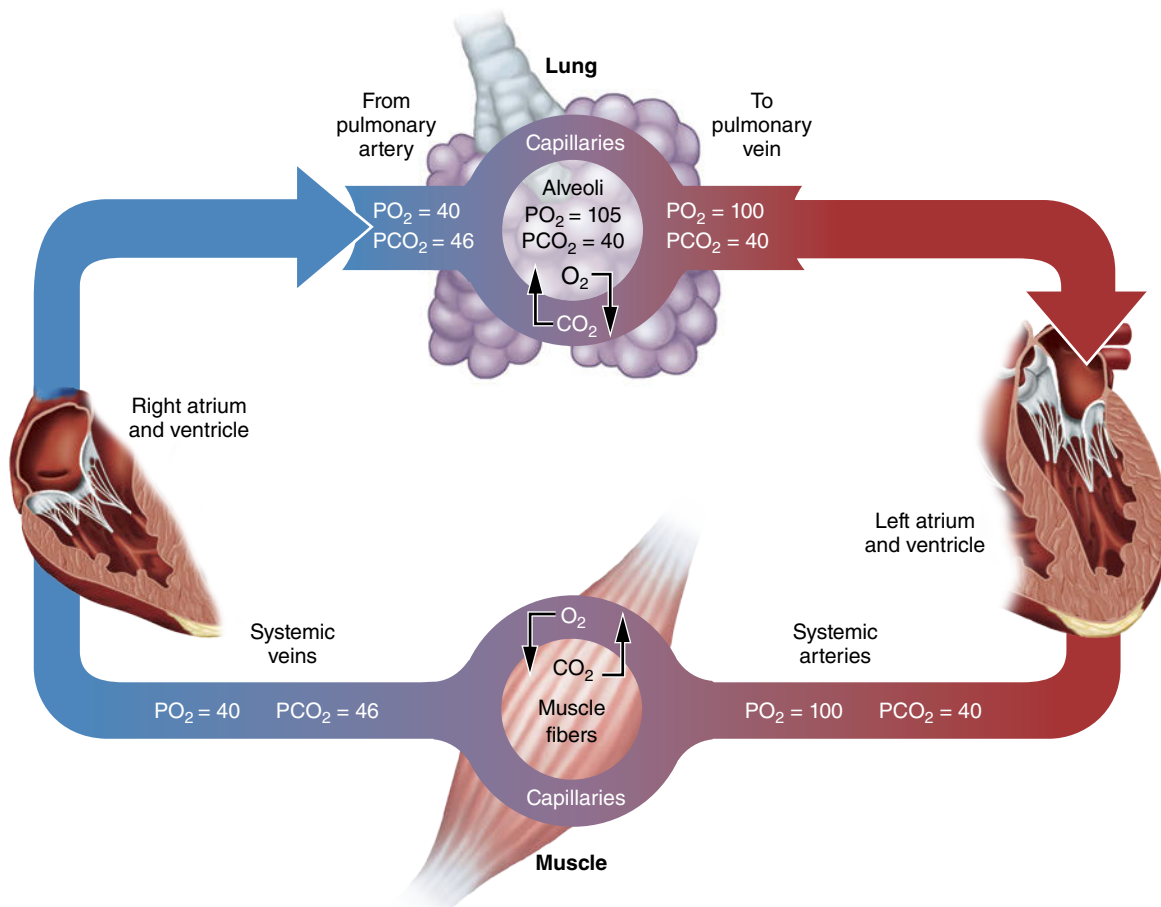 Lung
From
pulmonary
artery
To
pulmonary
vein
Capillaries
Alveoli
PO₂ = 105
PCO₂ = 40
PO₂ = 40
PCO₂ = 46
PO₂ = 100
PCO₂ = 40
O₂
CO₂
Right atrium
and ventricle
Left atrium
and ventricle
Systemic
veins
O₂
CO₂
Muscle
fibers
Systemic
arteries
PO₂ = 40 PCO₂ = 46
PO₂ = 100 PCO₂ = 40
Capillaries
Muscle